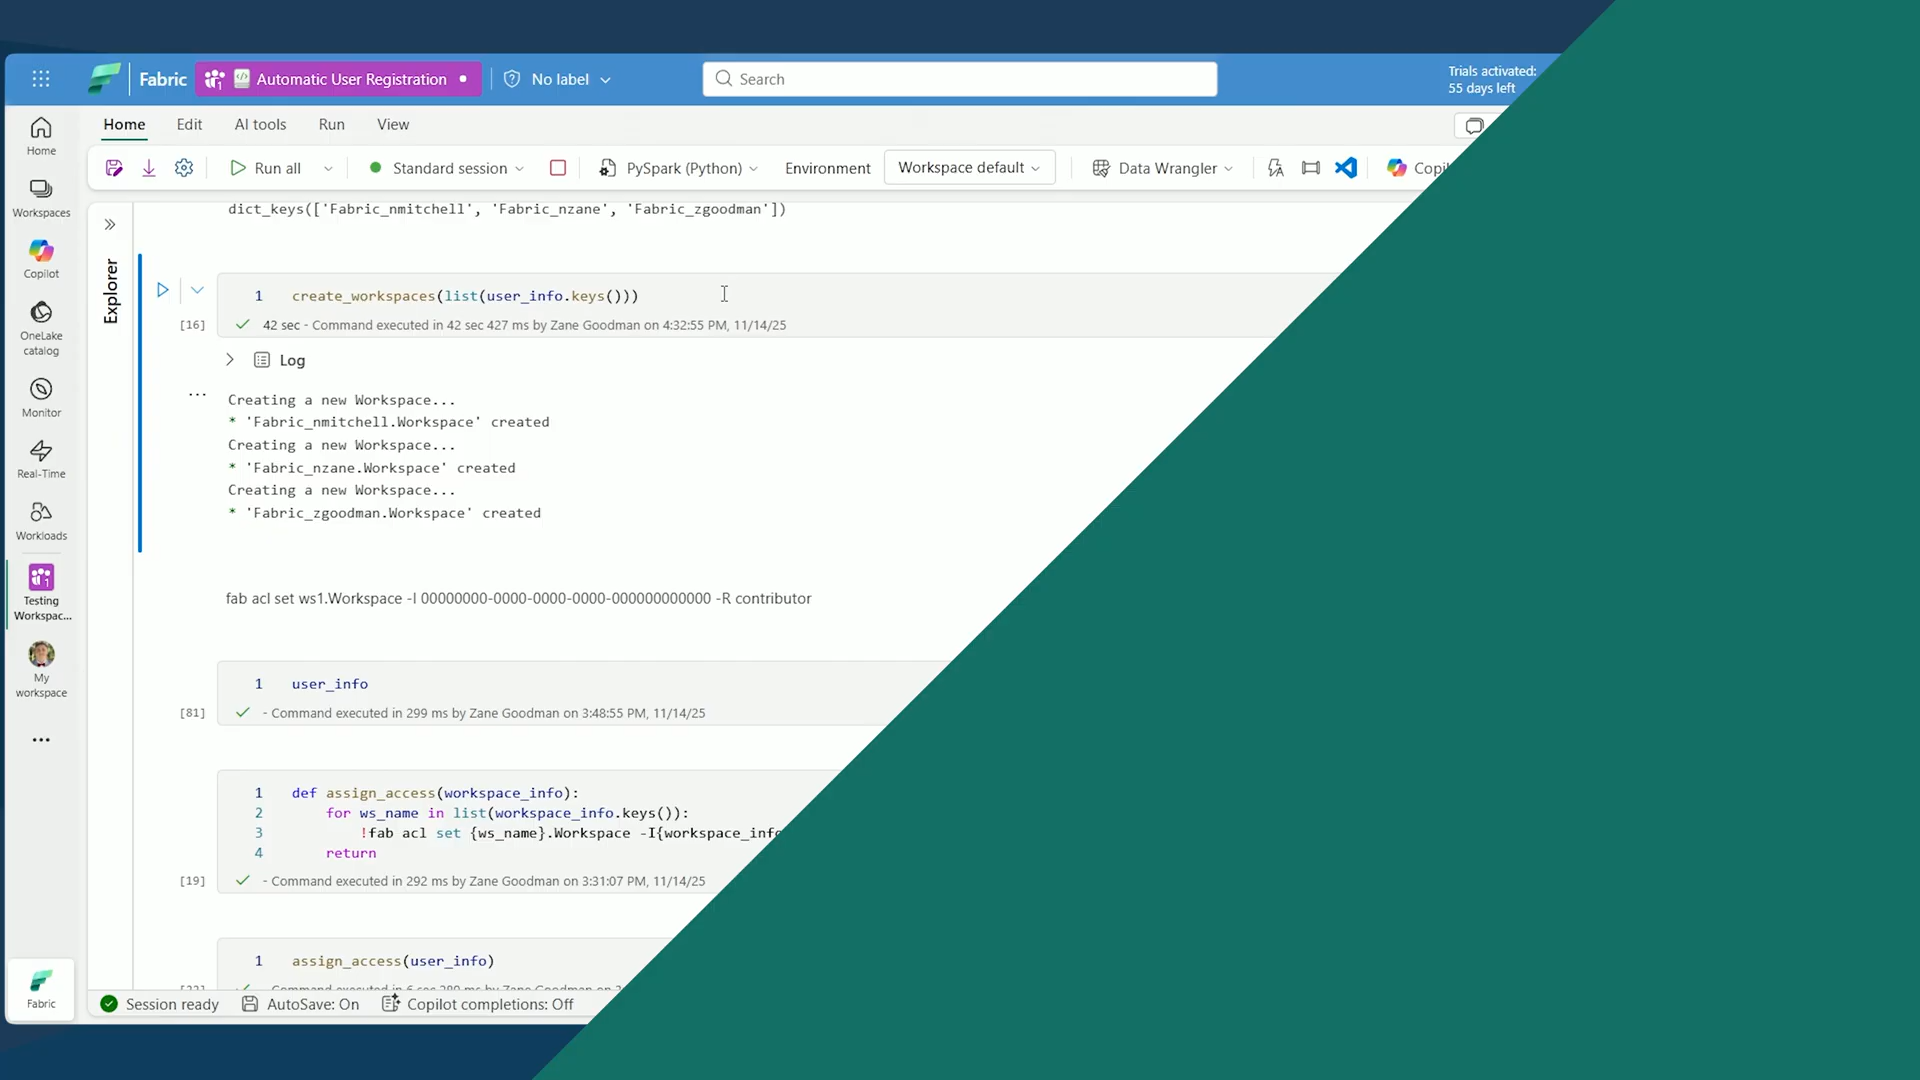 Fabric
Automatic User Registration
No label
Search
Trials activated:
55 days left
Home
Edit
AI tools
Run
View
Run all
Standard session
PySpark (Python)
Environment
Workspace default
Data Wrangler
Home
Workspaces
Copilot
OneLake
catalog
Monitor
Real-Time
Workloads
Testing
Workspac...
My
workspace
Fabric
Explorer
dict_keys(['Fabric_nmitchell', 'Fabric_nzane', 'Fabric_zgoodman'])
1 create_workspaces(list(user_info.keys()))
[16] 42 sec - Command executed in 42 sec 427 ms by Zane Goodman on 4:32:55 PM, 11/14/25
Log
Creating a new Workspace...
* 'Fabric_nmitchell.Workspace' created
Creating a new Workspace...
* 'Fabric_nzane.Workspace' created
Creating a new Workspace...
* 'Fabric_zgoodman.Workspace' created
fab acl set ws1.Workspace -I 00000000-0000-0000-0000-000000000000 -R contributor
1 user_info
[81] - Command executed in 299 ms by Zane Goodman on 3:48:55 PM, 11/14/25
1 def assign_access(workspace_info):
2 for ws_name in list(workspace_info.keys()):
3 !fab acl set {ws_name}.Workspace -I{workspace_info
4 return
[19] - Command executed in 292 ms by Zane Goodman on 3:31:07 PM, 11/14/25
1 assign_access(user_info)
Session ready
AutoSave: On
Copilot completions: Off